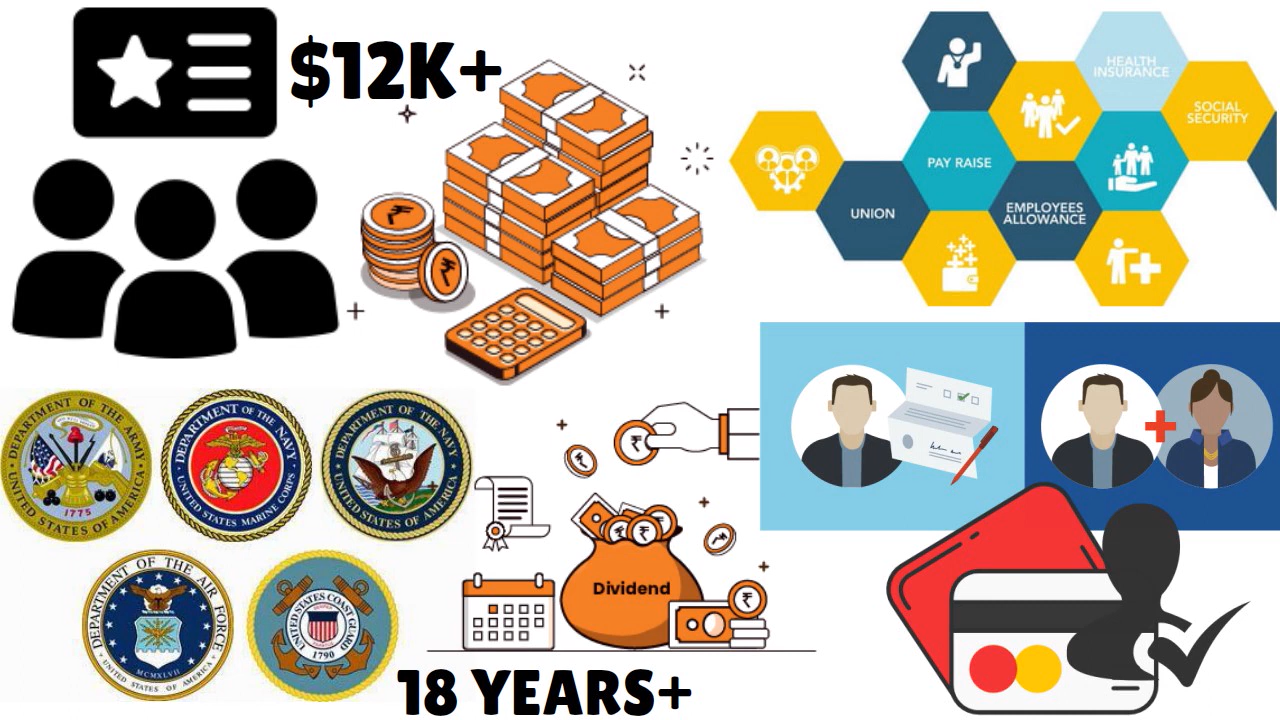 $12K+
HEALTH
INSURANCE
SOCIAL
SECURITY
PAY RAISE
UNION
EMPLOYEES
ALLOWANCE
DEPARTMENT OF THE ARMY
UNITED STATES OF AMERICA
1775
DEPARTMENT OF THE NAVY
UNITED STATES MARINE CORPS
DEPARTMENT OF THE NAVY
UNITED STATES OF AMERICA
DEPARTMENT OF THE AIR FORCE
MCMXLVII
UNITED STATES OF AMERICA
UNITED STATES COAST GUARD
1790
₹
₹
₹
₹
₹
₹
₹
₹
₹
Dividend
18 YEARS+